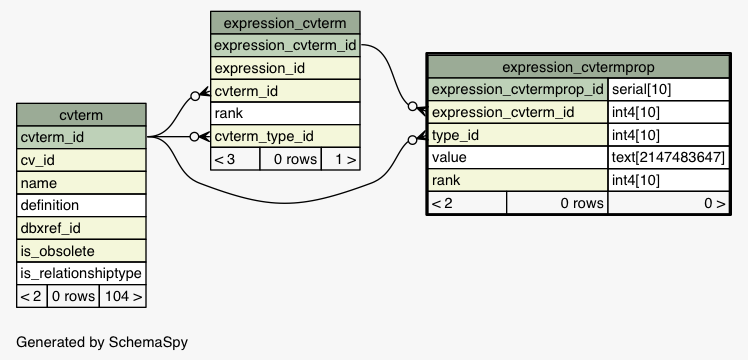 expression_cvterm
expression_cvterm_id
expression_id
cvterm_id
rank
cvterm_type_id
< 3 0 rows 1 >
expression_cvtermprop
expression_cvtermprop_id serial[10]
expression_cvterm_id int4[10]
type_id int4[10]
value text[2147483647]
rank int4[10]
< 2 0 rows 0 >
cvterm
cvterm_id
cv_id
name
definition
dbxref_id
is_obsolete
is_relationshiptype
< 2 0 rows 104 >
Generated by SchemaSpy